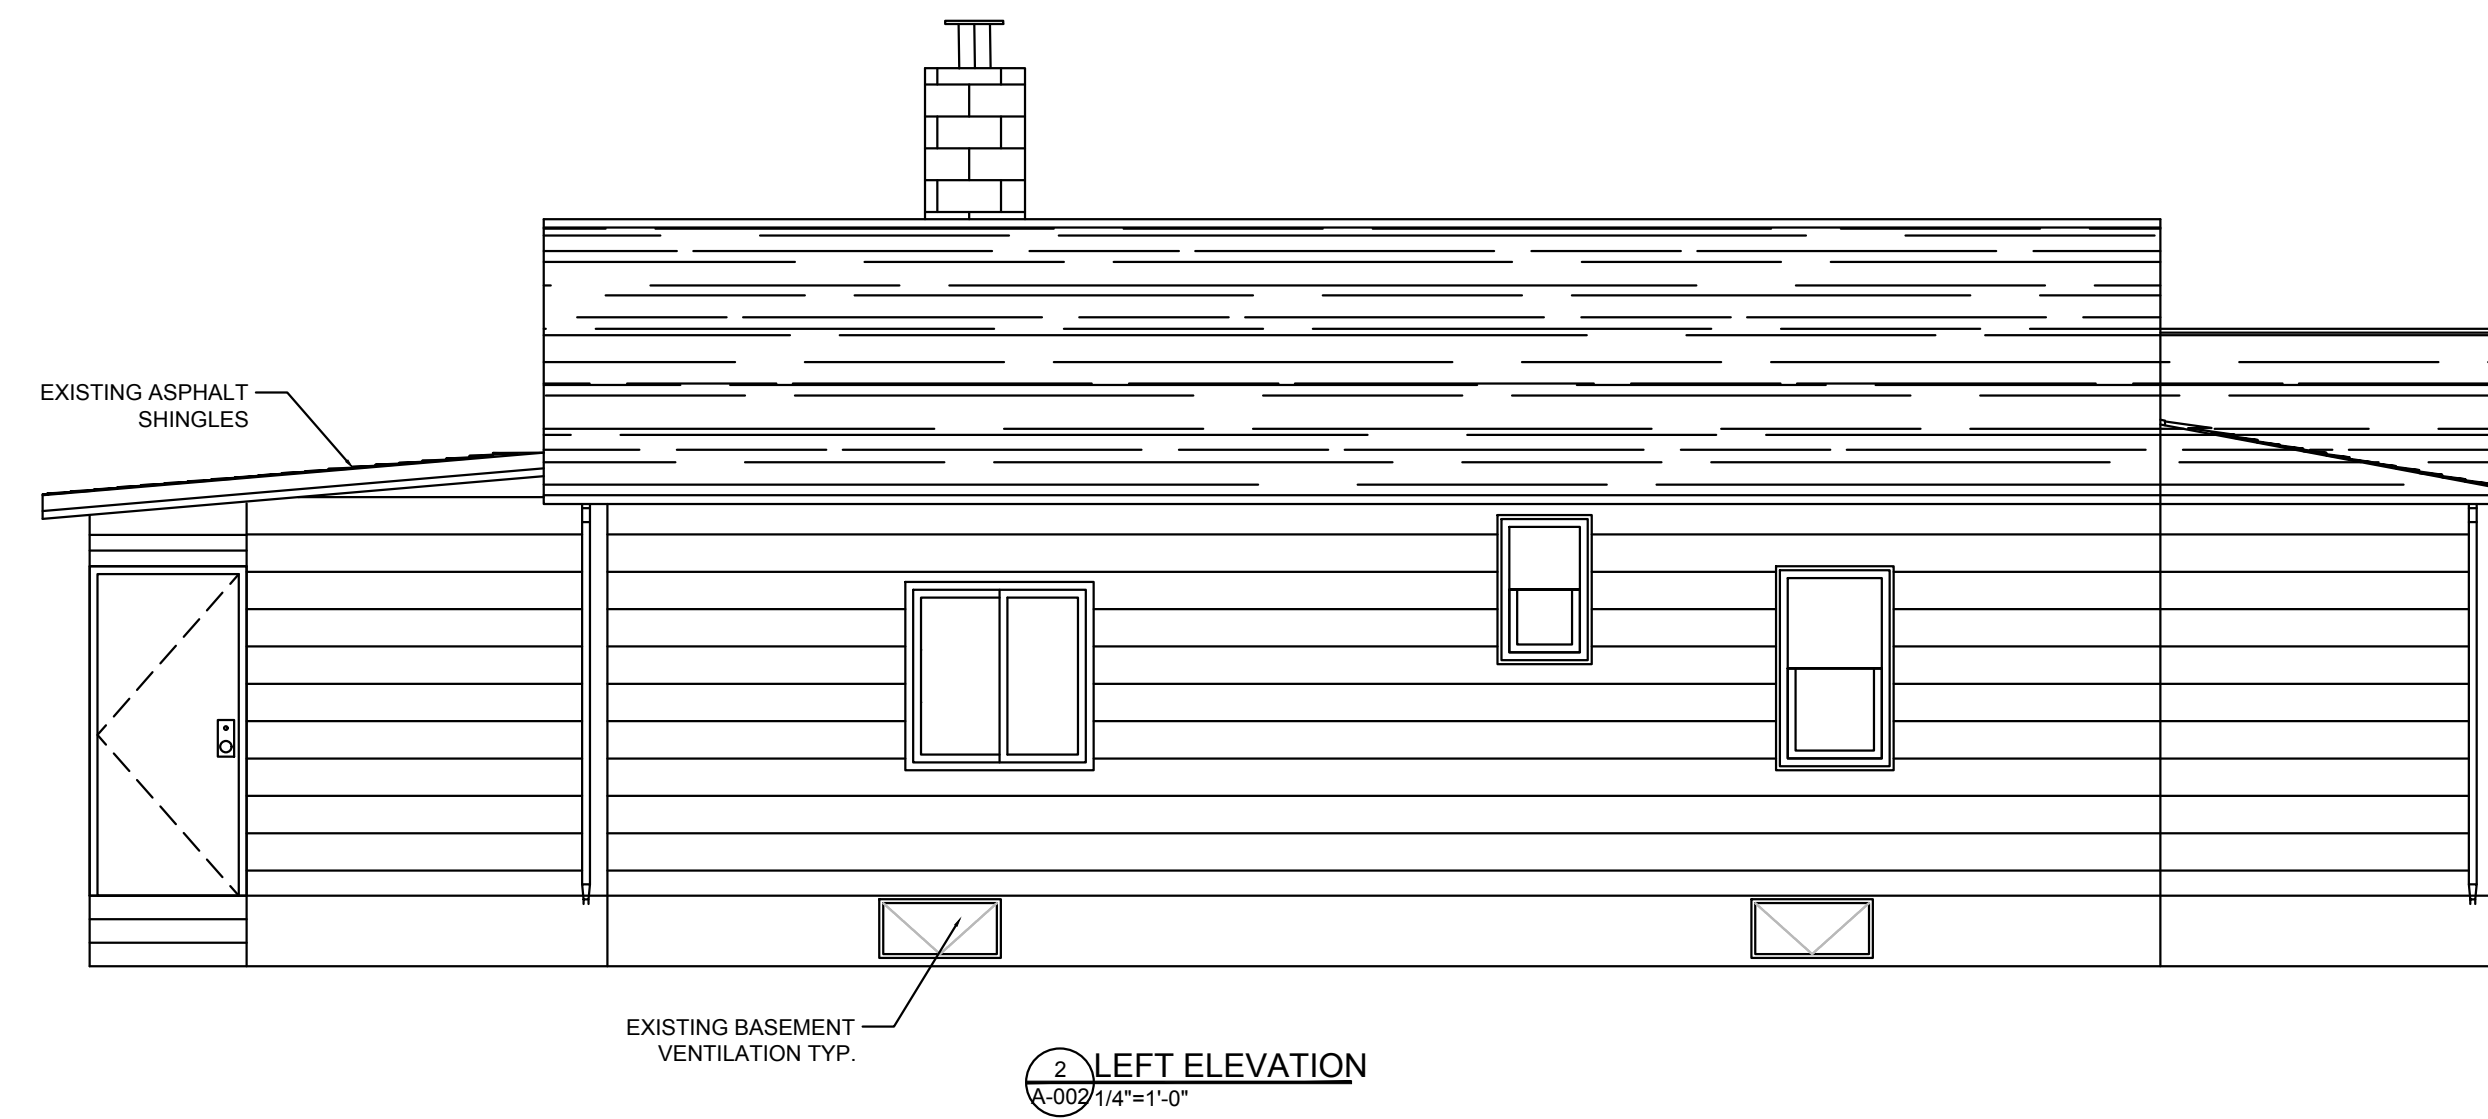 EXISTING ASPHALT
SHINGLES
EXISTING BASEMENT
VENTILATION TYP.
2
LEFT ELEVATION
A-002
1/4"=1'-0"